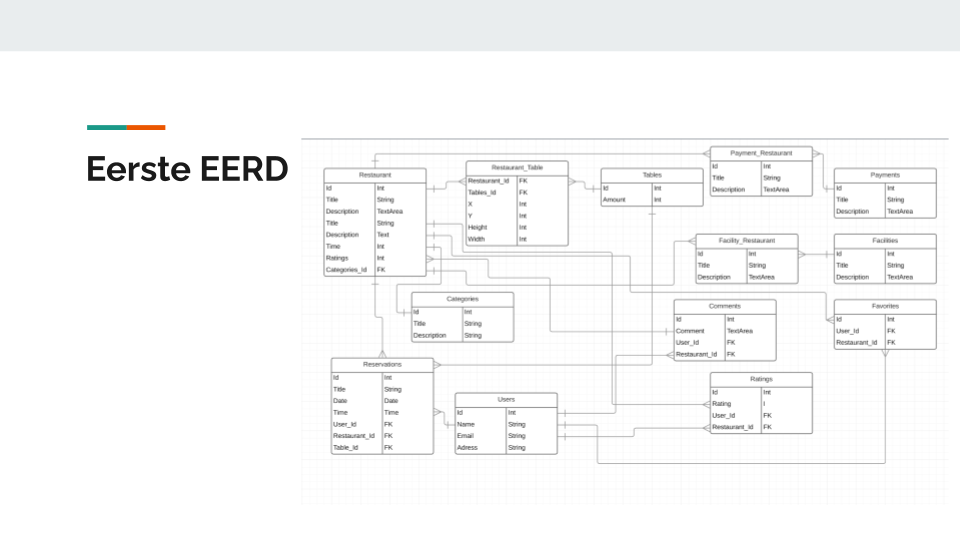 Eerste EERD
Restaurant
Id Int
Title String
Description TextArea
Title String
Description Text
Time Int
Ratings Int
Categories_Id FK
Restaurant_Table
Restaurant_Id FK
Tables_Id FK
X Int
Y Int
Height Int
Width Int
Tables
Id Int
Amount Int
Payment_Restaurant
Id Int
Title String
Description TextArea
Payments
Id Int
Title String
Description TextArea
Facility_Restaurant
Id Int
Title String
Description TextArea
Facilities
Id Int
Title String
Description TextArea
Categories
Id Int
Title String
Description String
Comments
Id Int
Comment TextArea
User_Id FK
Restaurant_Id FK
Favorites
Id Int
User_Id FK
Restaurant_Id FK
Reservations
Id Int
Title String
Date Date
Time Time
User_Id FK
Restaurant_Id FK
Table_Id FK
Users
Id Int
Name String
Email String
Adress String
Ratings
Id Int
Rating I
User_Id FK
Restaurant_Id FK